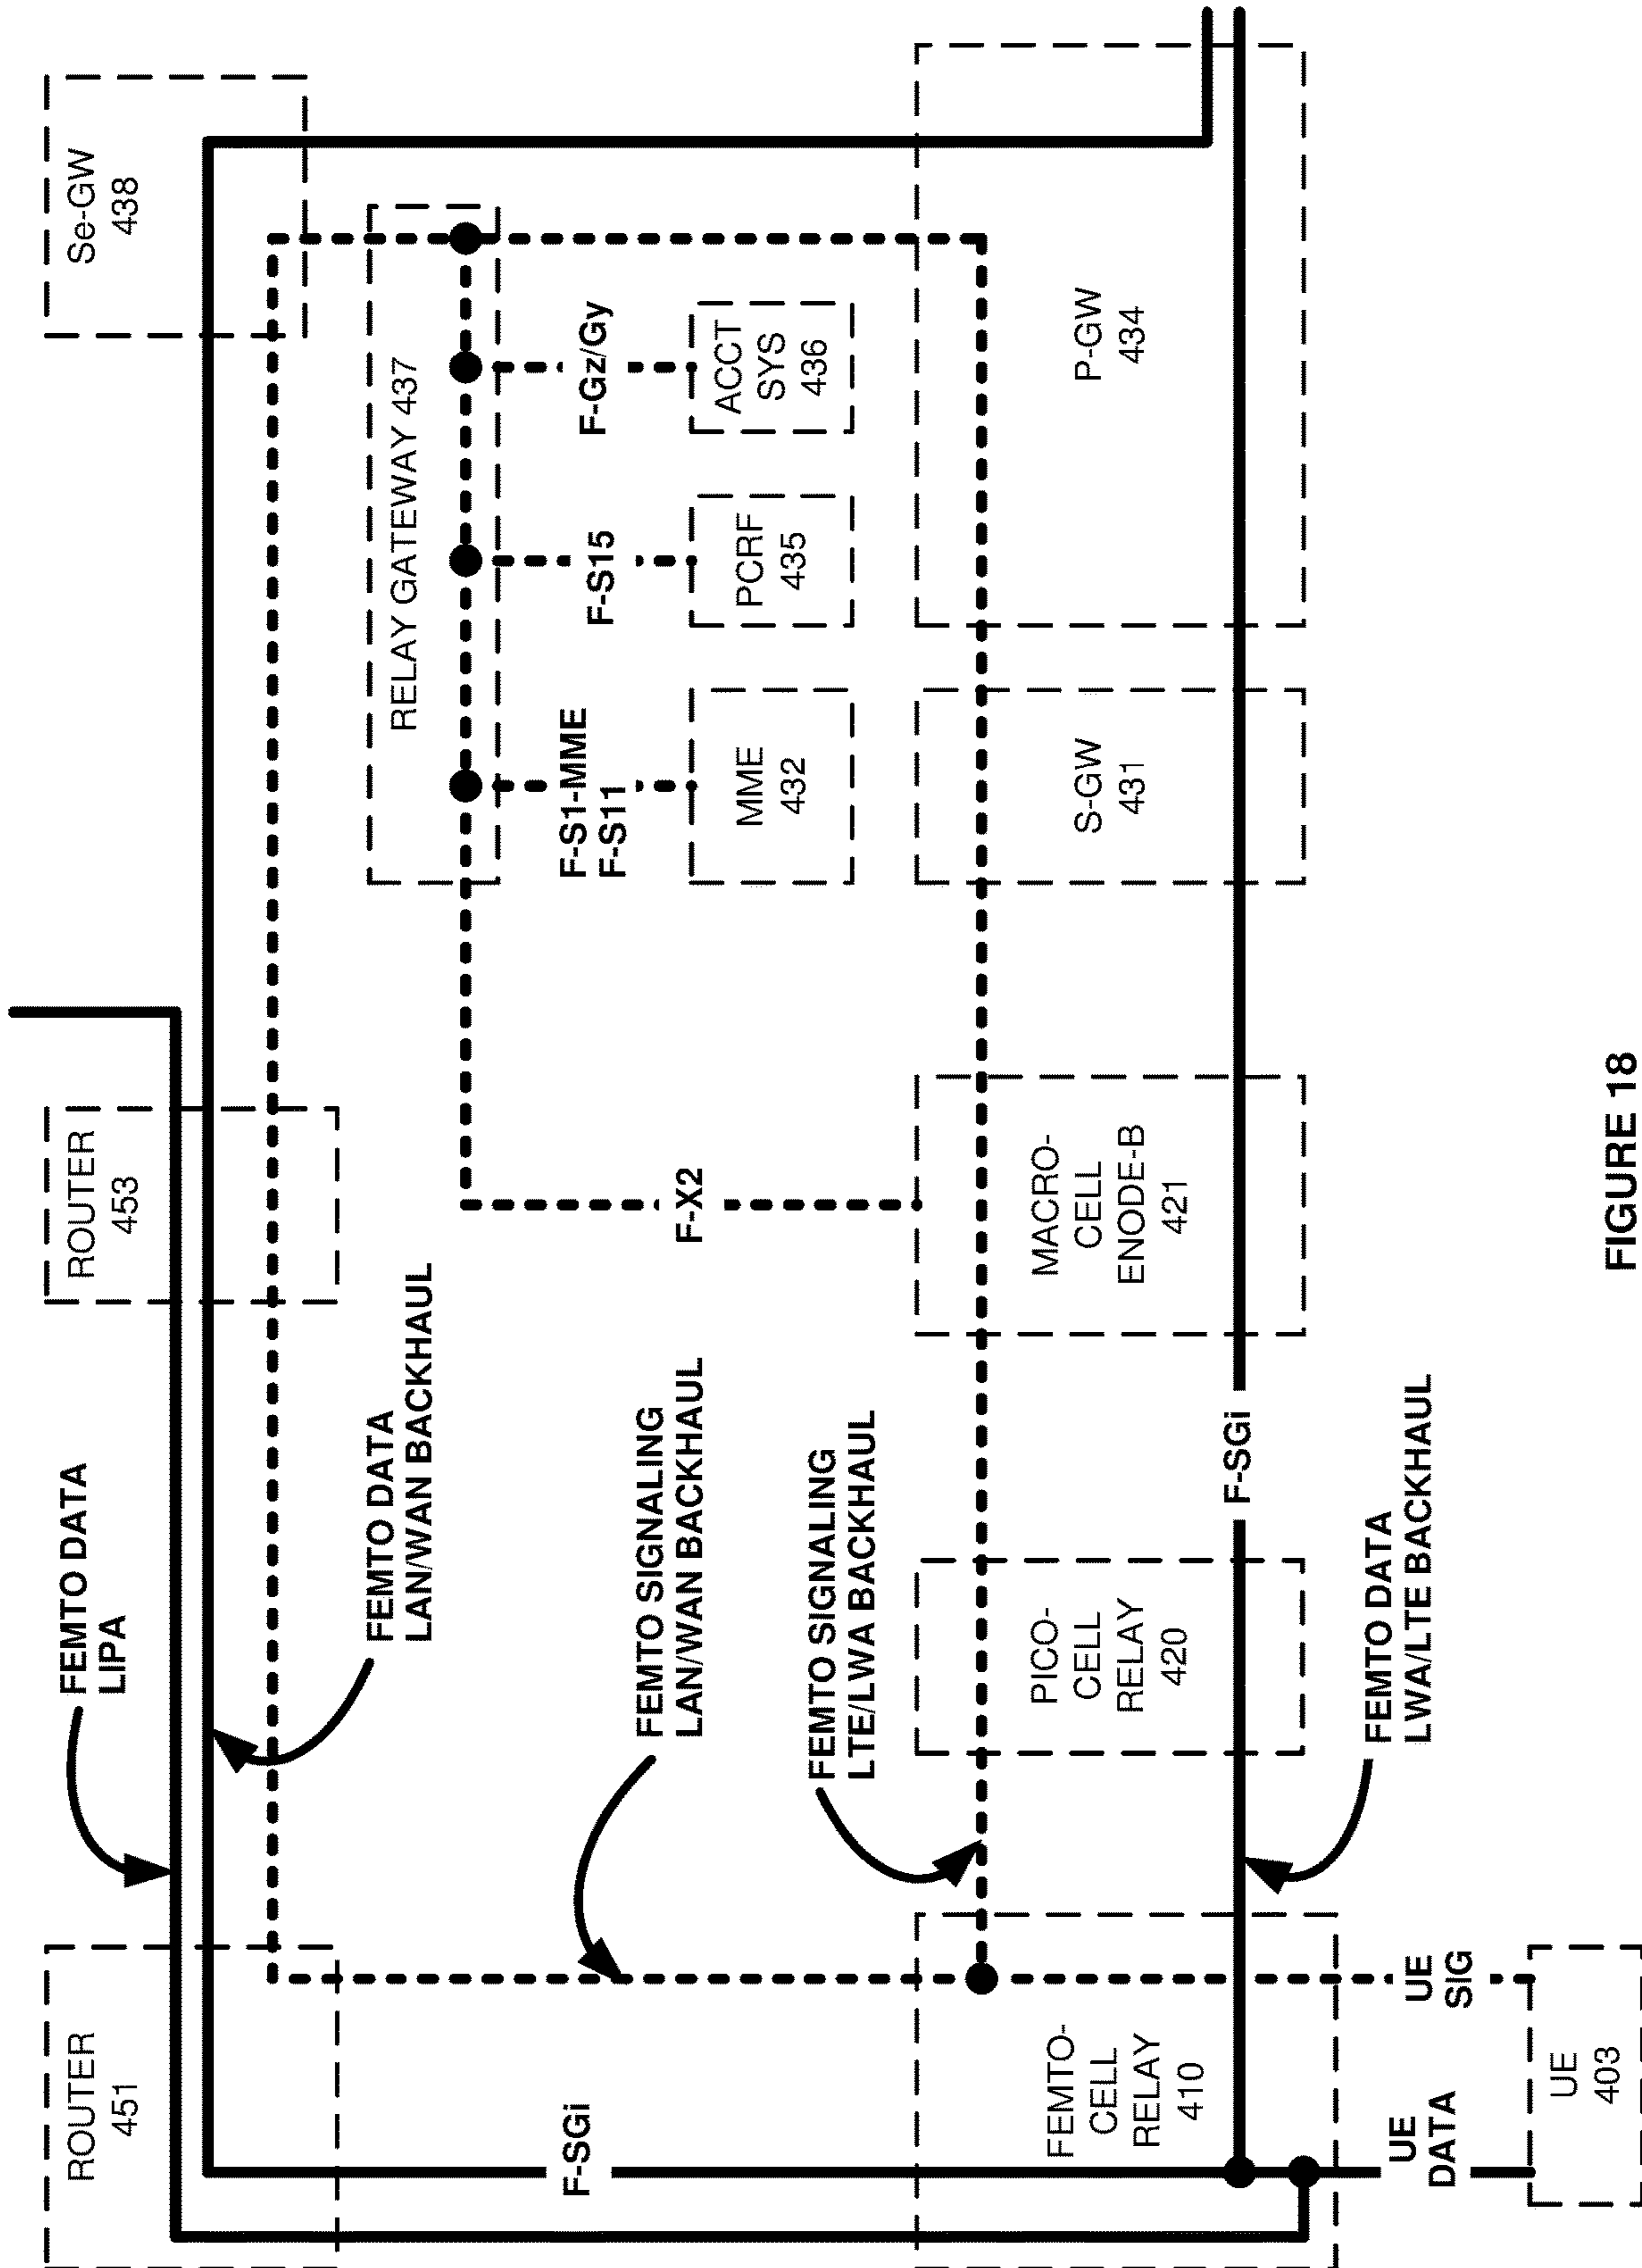 FEMTO DATA
LIPA
ROUTER
451
ROUTER
453
Se-GW
438
FEMTO DATA
LAN/WAN BACKHAUL
RELAY GATEWAY 437
F-SGi
FEMTO SIGNALING
LAN/WAN BACKHAUL
F-X2
F-S1-MME
F-S11
F-S15
F-Gz/Gy
MME
432
PCRF
435
ACCT
SYS
436
FEMTO SIGNALING
LTE/LWA BACKHAUL
FEMTO-
CELL
RELAY
410
PICO-
CELL
RELAY
420
MACRO-
CELL
ENODE-B
421
S-GW
431
P-GW
434
F-SGi
UE
DATA
UE
SIG
FEMTO DATA
LWA/LTE BACKHAUL
UE
403
FIGURE 18